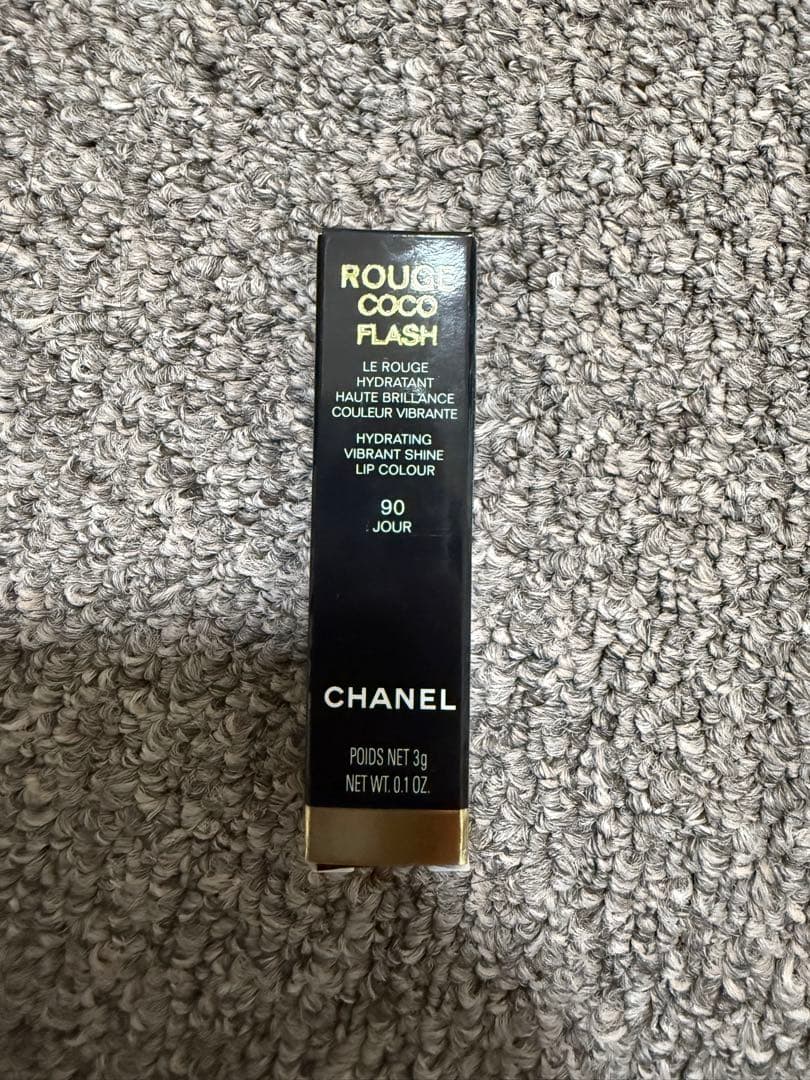 ROUGE
COCO
FLASH
LE ROUGE
HYDRATANT
HAUTE BRILLANCE
COULEUR VIBRANTE
HYDRATING
VIBRANT SHINE
LIP COLOUR
90
JOUR
CHANEL
POIDS NET 3g
NET WT. 0.1 OZ.